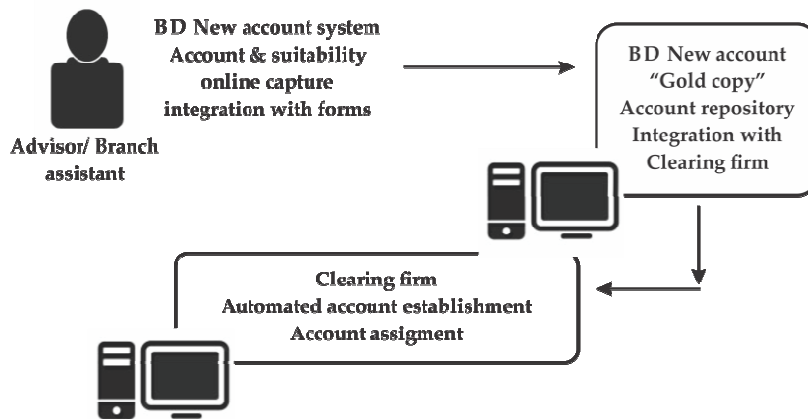 BD New account system
Account & suitability
online capture
integration with forms
Advisor/ Branch
assistant
BD New account
“Gold copy”
Account repository
Integration with
Clearing firm
Clearing firm
Automated account establishment
Account assigment